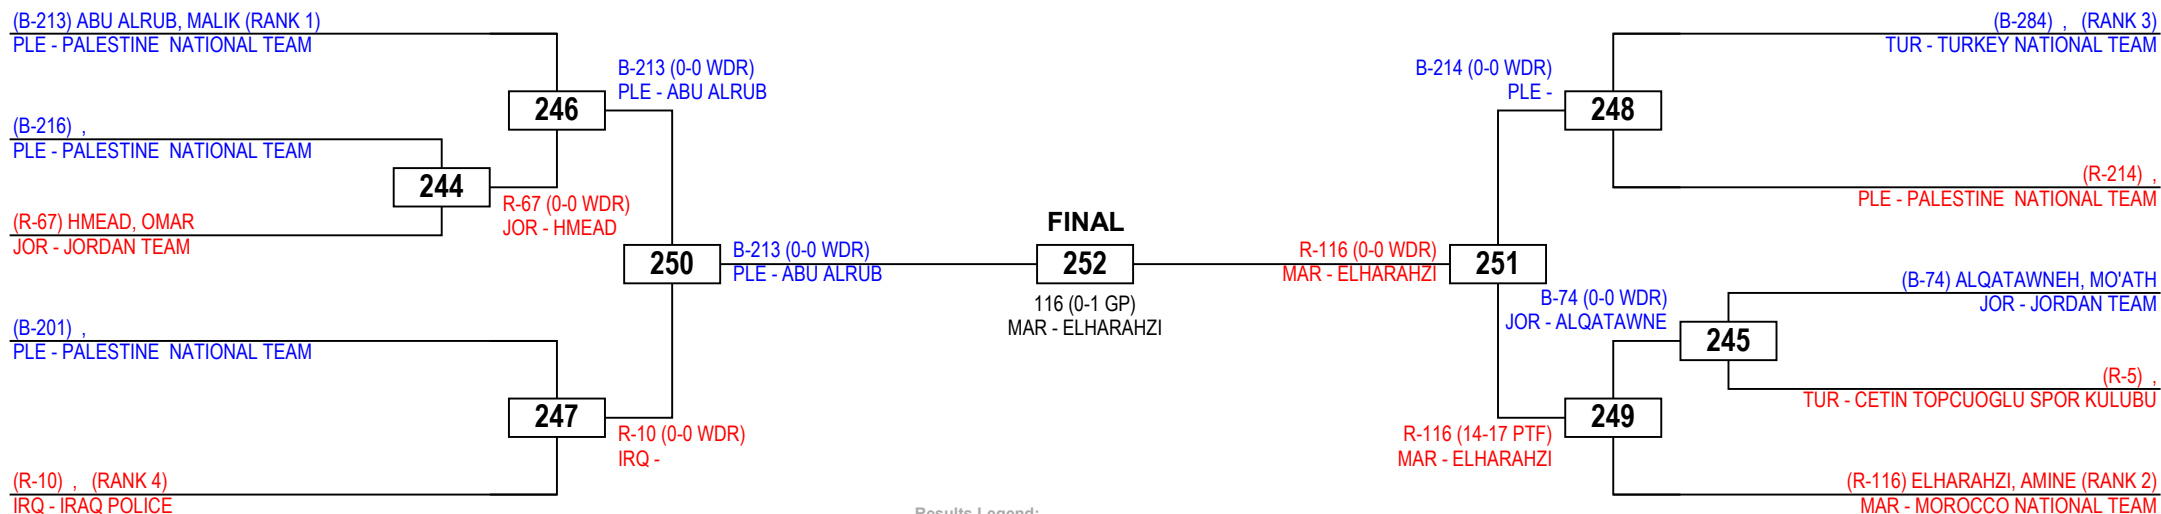 (B-213) ABU ALRUB, MALIK (RANK 1)
PLE - PALESTINE  NATIONAL TEAM
(B-216)  ,
PLE - PALESTINE  NATIONAL TEAM
(R-67) HMEAD, OMAR
JOR - JORDAN TEAM
(B-201)  ,
PLE - PALESTINE  NATIONAL TEAM
(R-10)  ,   (RANK 4)
IRQ - IRAQ POLICE
244
246
247
R-67 (0-0 WDR)
JOR - HMEAD
B-213 (0-0 WDR)
PLE - ABU ALRUB
R-10 (0-0 WDR)
IRQ -
250
B-213 (0-0 WDR)
PLE - ABU ALRUB
FINAL
252
116 (0-1 GP)
MAR - ELHARAHZI
R-116 (0-0 WDR)
MAR - ELHARAHZI
251
B-214 (0-0 WDR)
PLE -
R-116 (14-17 PTF)
MAR - ELHARAHZI
248
249
B-74 (0-0 WDR)
JOR - ALQATAWNE
245
(B-284)  ,   (RANK 3)
TUR - TURKEY NATIONAL TEAM
(R-214)  ,
PLE - PALESTINE  NATIONAL TEAM
(B-74) ALQATAWNEH, MO'ATH
JOR - JORDAN TEAM
(R-5)  ,
TUR - CETIN TOPCUOGLU SPOR KULUBU
(R-116) ELHARAHZI, AMINE (RANK 2)
MAR - MOROCCO NATIONAL TEAM
Results Legend: